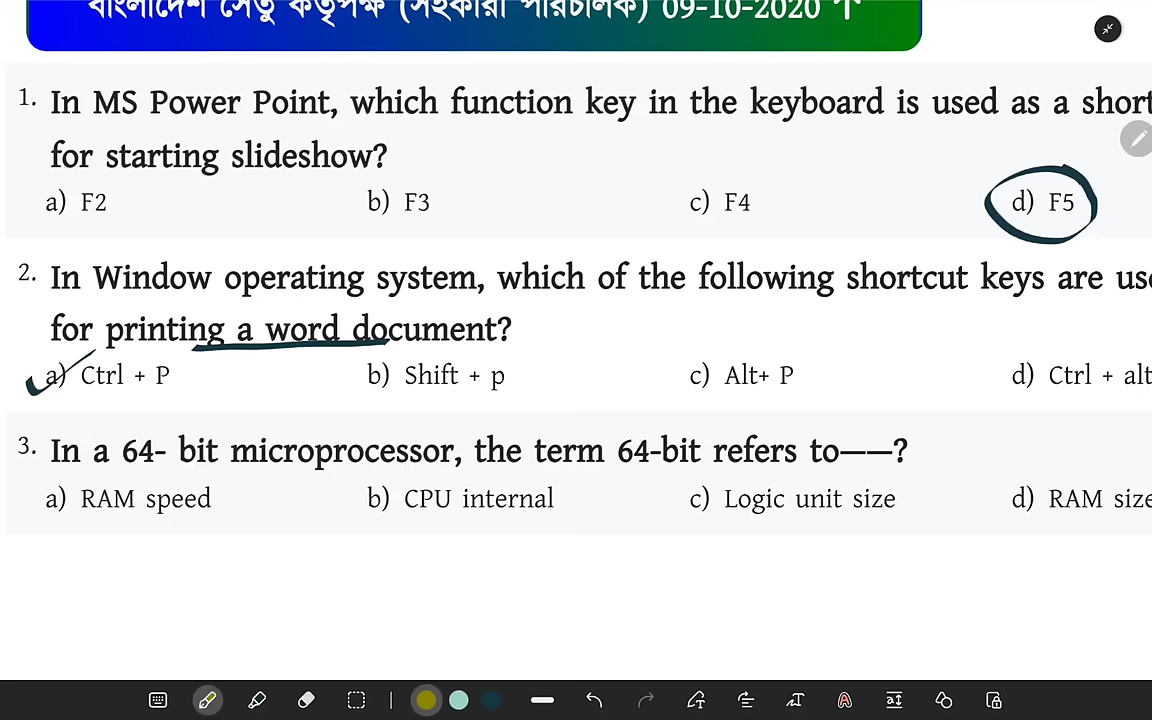 বাংলাদেশ সেতু কর্তৃপক্ষ (সহকারী পরিচালক) 09-10-2020
1. In MS Power Point, which function key in the keyboard is used as a short
for starting slideshow?
a) F2 b) F3 c) F4 d) F5
2. In Window operating system, which of the following shortcut keys are use
for printing a word document?
a) Ctrl + P b) Shift + p c) Alt+ P d) Ctrl + alt
3. In a 64- bit microprocessor, the term 64-bit refers to——?
a) RAM speed b) CPU internal c) Logic unit size d) RAM size